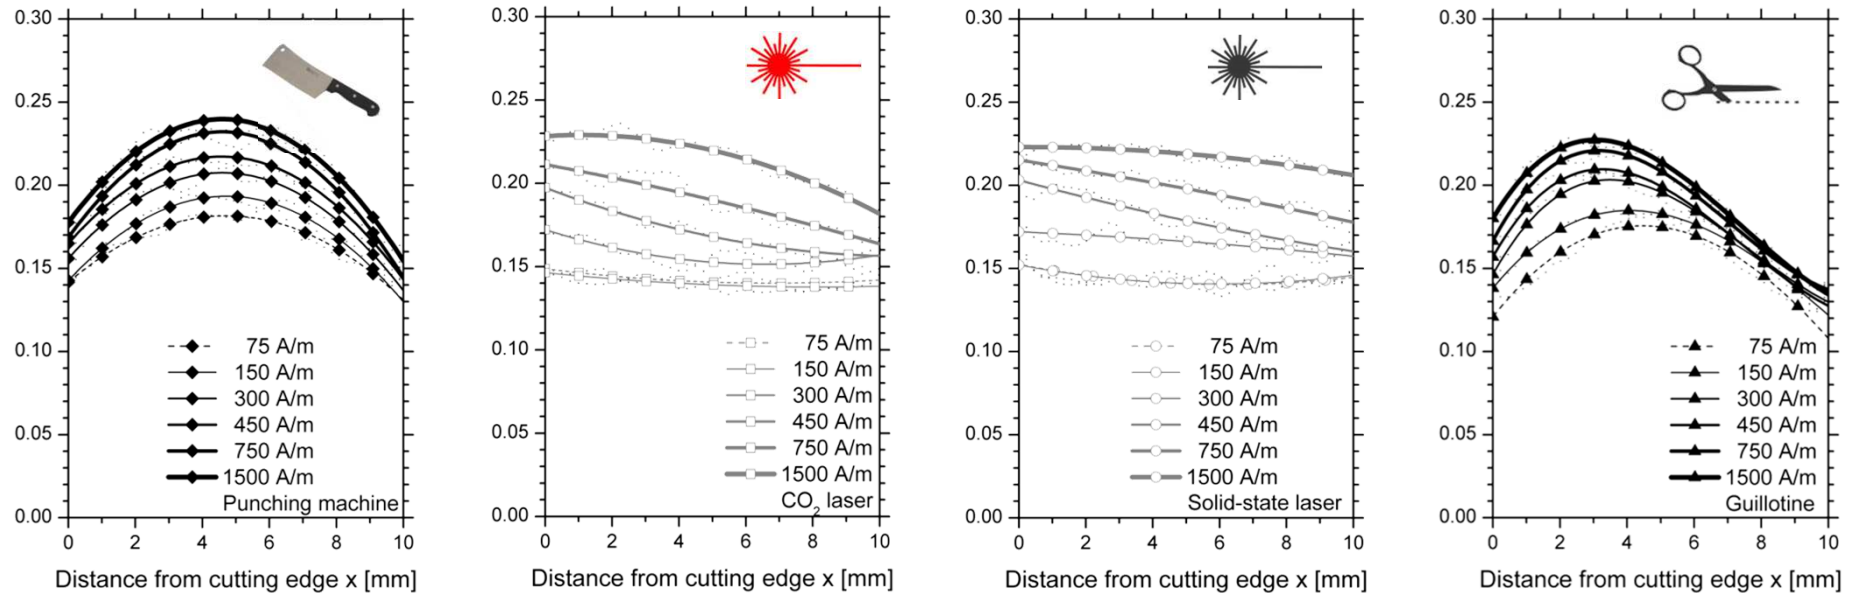 0.30
0.25
0.20
0.15
0.10
0.05
0.00
75 A/m
150 A/m
300 A/m
450 A/m
750 A/m
1500 A/m
Punching machine
0 2 4 6 8 10
Distance from cutting edge x [mm]
0.30
0.25
0.20
0.15
0.10
0.05
0.00
75 A/m
150 A/m
300 A/m
450 A/m
750 A/m
1500 A/m
CO₂ laser
0 2 4 6 8 10
Distance from cutting edge x [mm]
0.30
0.25
0.20
0.15
0.10
0.05
0.00
75 A/m
150 A/m
300 A/m
450 A/m
750 A/m
1500 A/m
Solid-state laser
0 2 4 6 8 10
Distance from cutting edge x [mm]
0.30
0.25
0.20
0.15
0.10
0.05
0.00
75 A/m
150 A/m
300 A/m
450 A/m
750 A/m
1500 A/m
Guillotine
0 2 4 6 8 10
Distance from cutting edge x [mm]